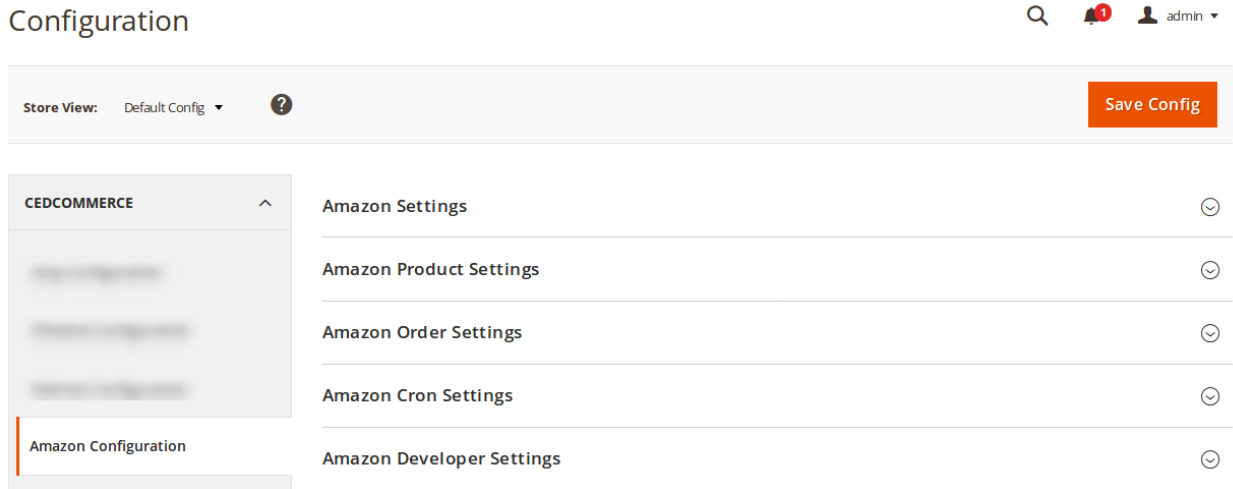 Configuration
1
admin
Store View: Default Config ?
Save Config
CEDCOMMERCE
Amazon Configuration
Amazon Settings
Amazon Product Settings
Amazon Order Settings
Amazon Cron Settings
Amazon Developer Settings